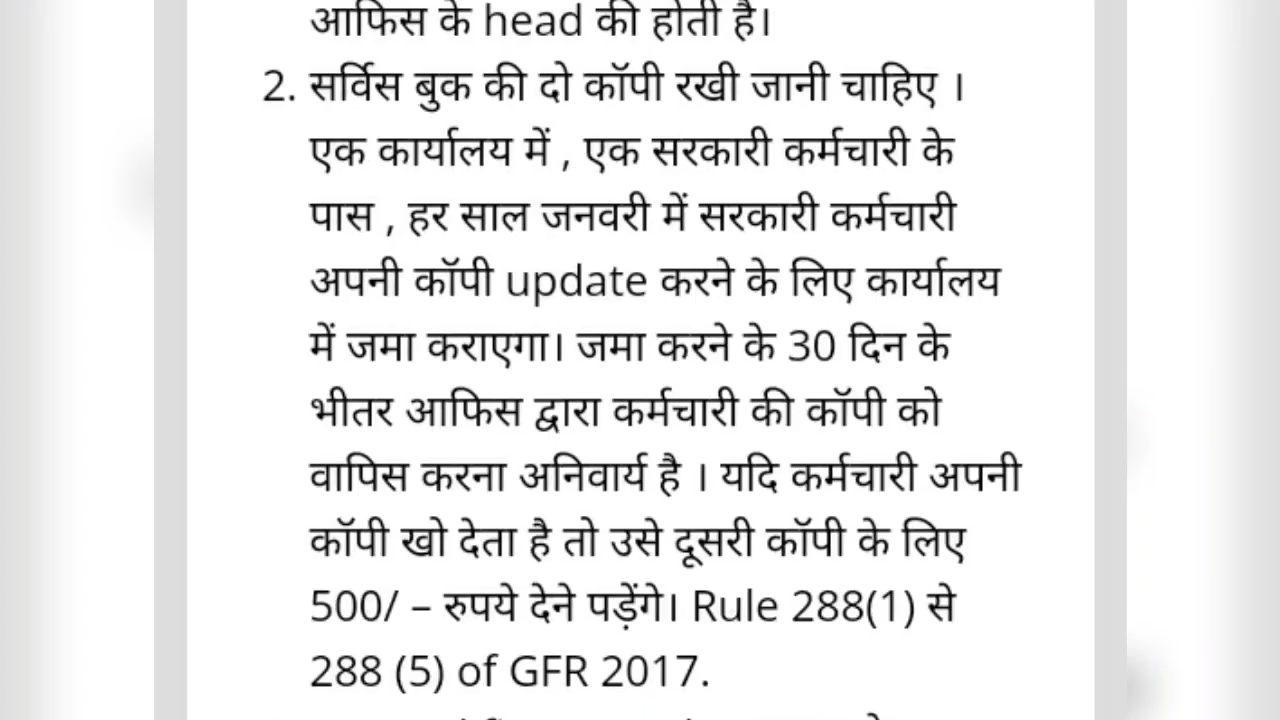 आफिस के head की होती है।
2. सर्विस बुक की दो कॉपी रखी जानी चाहिए ।
एक कार्यालय में , एक सरकारी कर्मचारी के
पास , हर साल जनवरी में सरकारी कर्मचारी
अपनी कॉपी update करने के लिए कार्यालय
में जमा कराएगा। जमा करने के 30 दिन के
भीतर आफिस द्वारा कर्मचारी की कॉपी को
वापिस करना अनिवार्य है । यदि कर्मचारी अपनी
कॉपी खो देता है तो उसे दूसरी कॉपी के लिए
500/ – रुपये देने पड़ेंगे। Rule 288(1) से
288 (5) of GFR 2017.